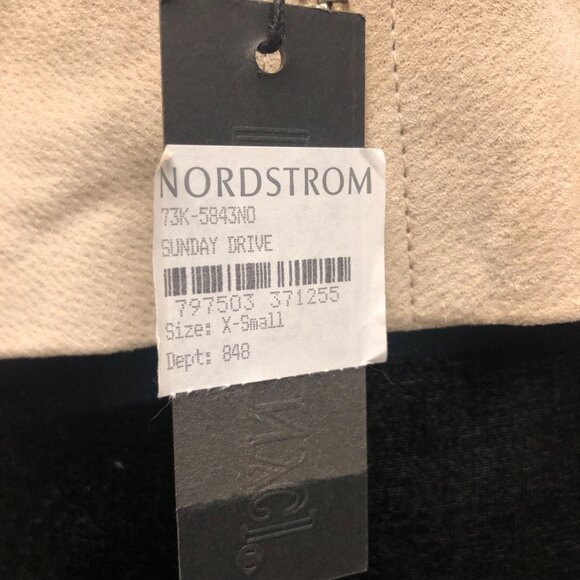 NORDSTROM
73K-5843NO
SUNDAY DRIVE
797503 371255
Size: X-Small
Dept: 848